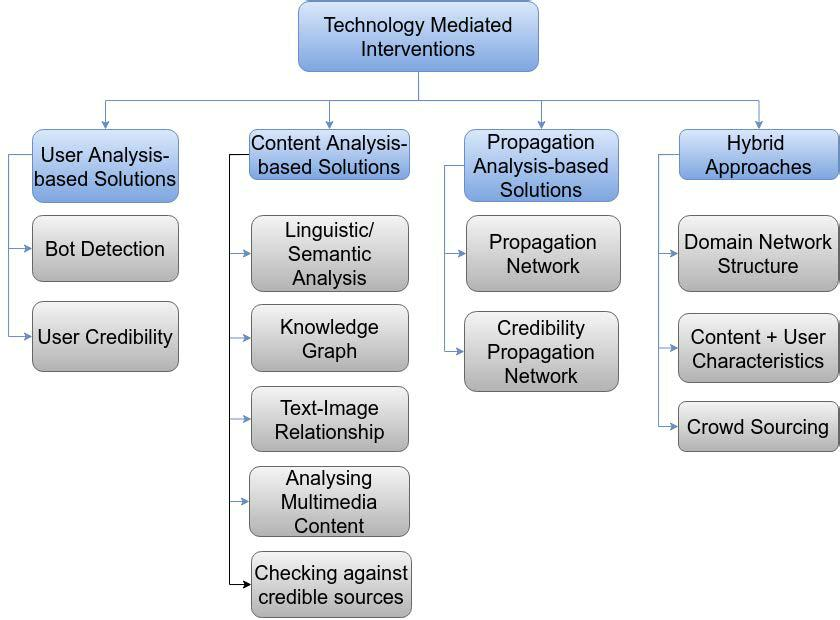 Technology Mediated
Interventions
User Analysis-
based Solutions
Bot Detection
User Credibility
Content Analysis-
based Solutions
Linguistic/
Semantic
Analysis
Knowledge
Graph
Text-Image
Relationship
Analysing
Multimedia
Content
Checking against
credible sources
Propagation
Analysis-based
Solutions
Propagation
Network
Credibility
Propagation
Network
Hybrid
Approaches
Domain Network
Structure
Content + User
Characteristics
Crowd Sourcing